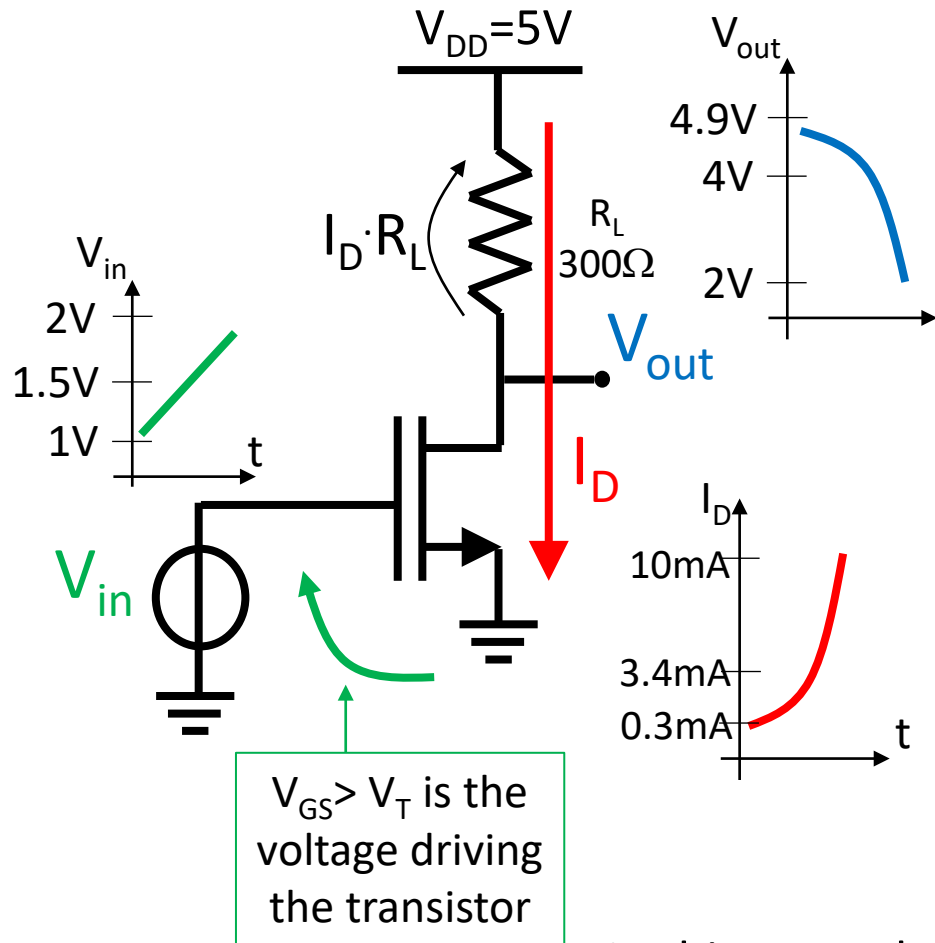 V_DD=5V
V_out
4.9V
4V
2V
I_D·R_L
R_L
300Ω
V_in
2V
1.5V
1V
t
V_out
I_D
V_in
I_D
10mA
3.4mA
0.3mA
t
V_GS> V_T is the
voltage driving
the transistor